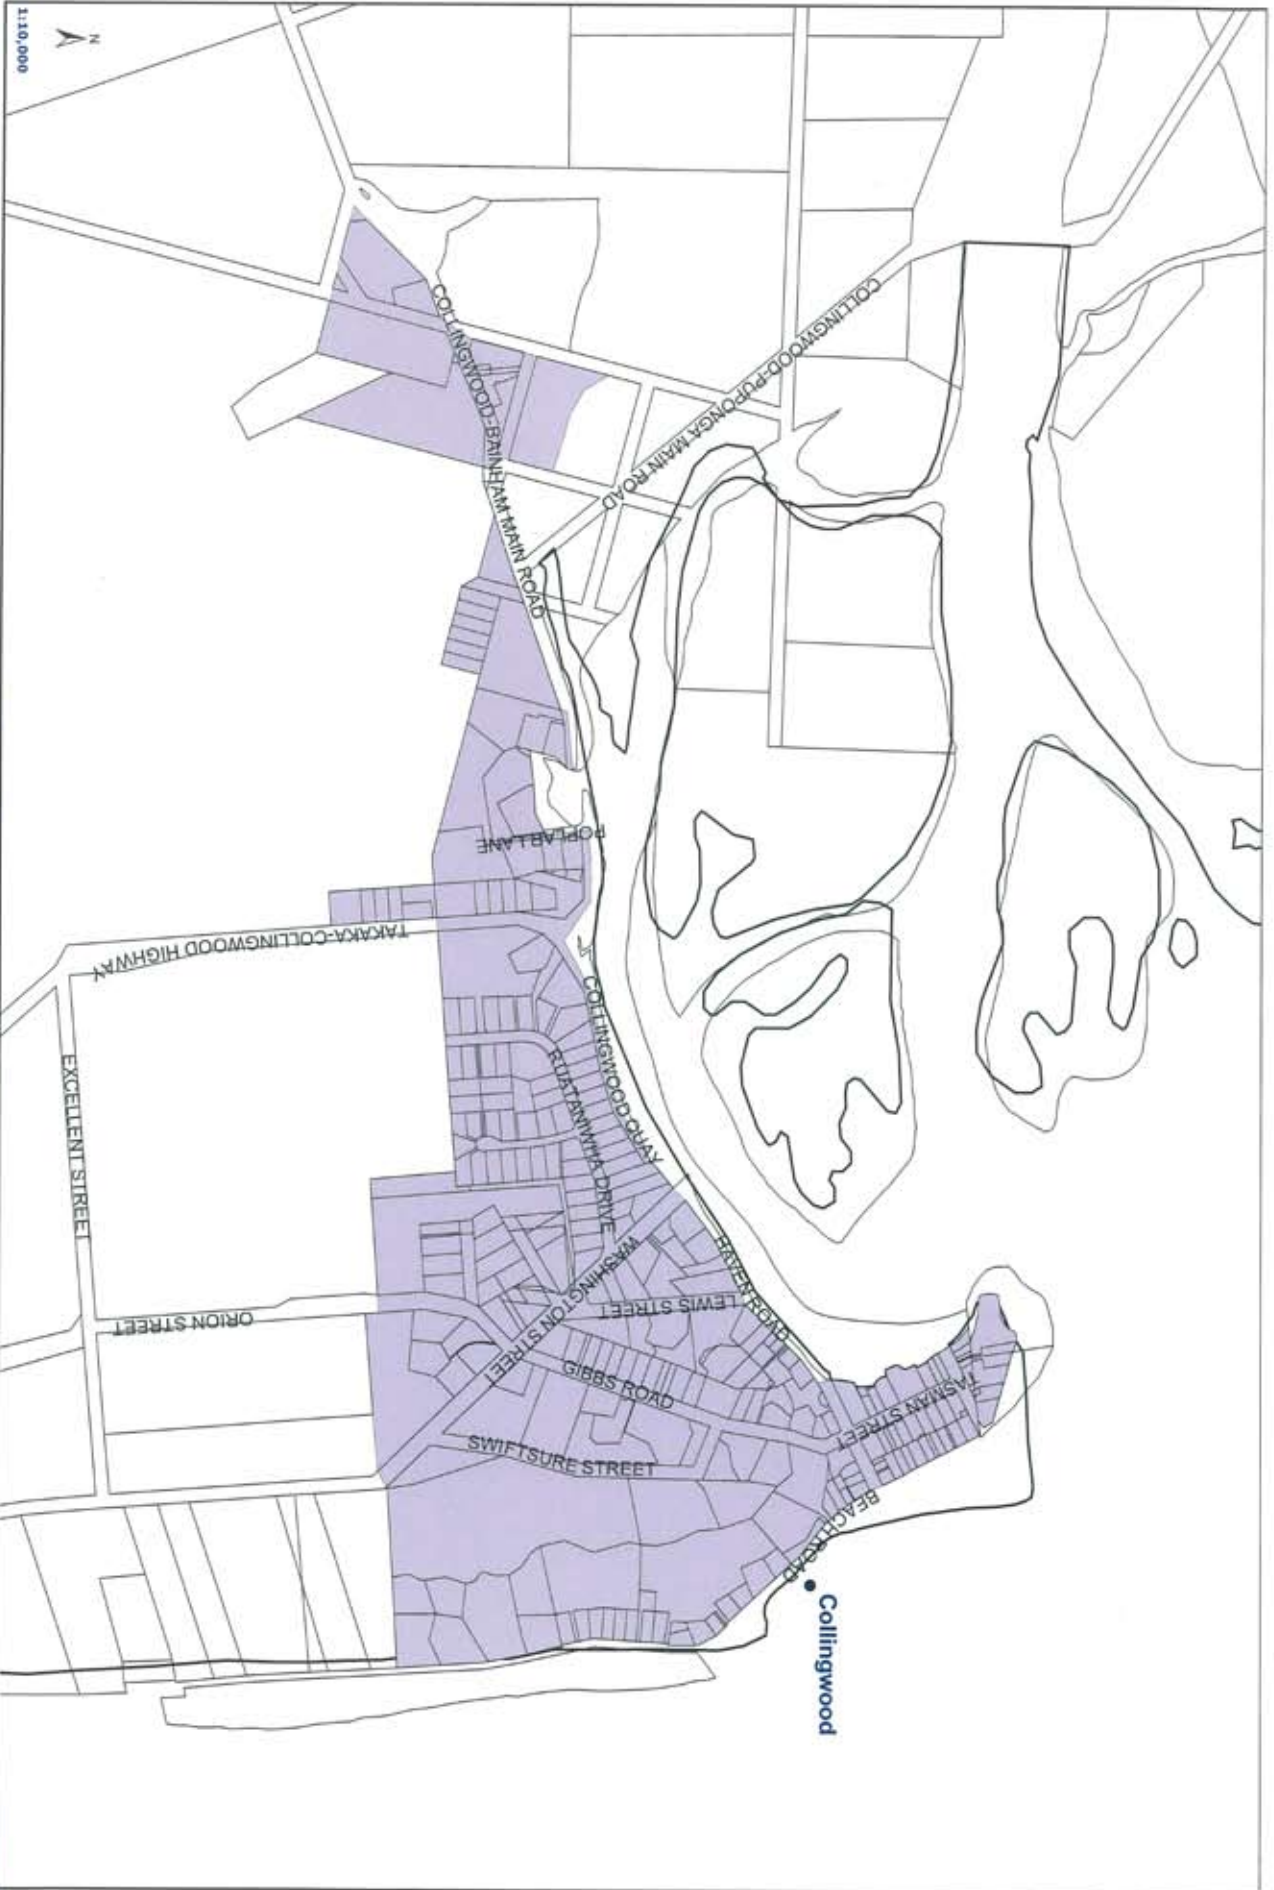 1:10,000
N
COLLINGWOOD-PUPONGA MAIN ROAD
COLLINGWOOD-BAINHAM MAIN ROAD
POPLAR LANE
TAKAKA-COLLINGWOOD HIGHWAY
COLLINGWOOD QUAY
RUATANIWHA DRIVE
EXCELLENT STREET
HAVEN ROAD
WASHINGTON STREET
LEWIS STREET
ORION STREET
GIBBS ROAD
TASMAN STREET
SWIFTSURE STREET
BEACH ROAD
Collingwood